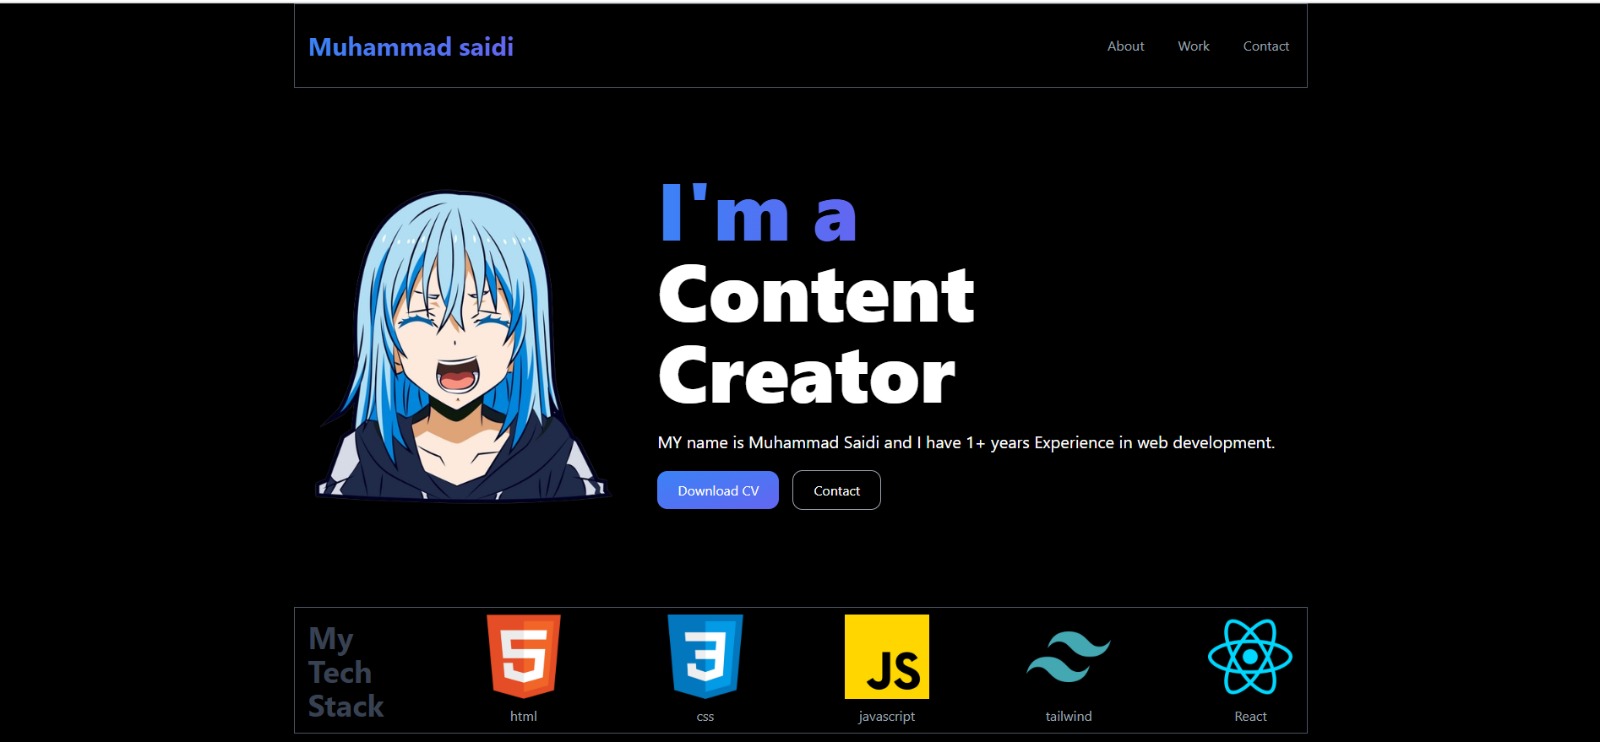 Muhammad saidi
About Work Contact
I'm a
Content
Creator
MY name is Muhammad Saidi and I have 1+ years Experience in web development.
Download CV Contact
My
Tech
Stack
5
3
JS
html css javascript tailwind React